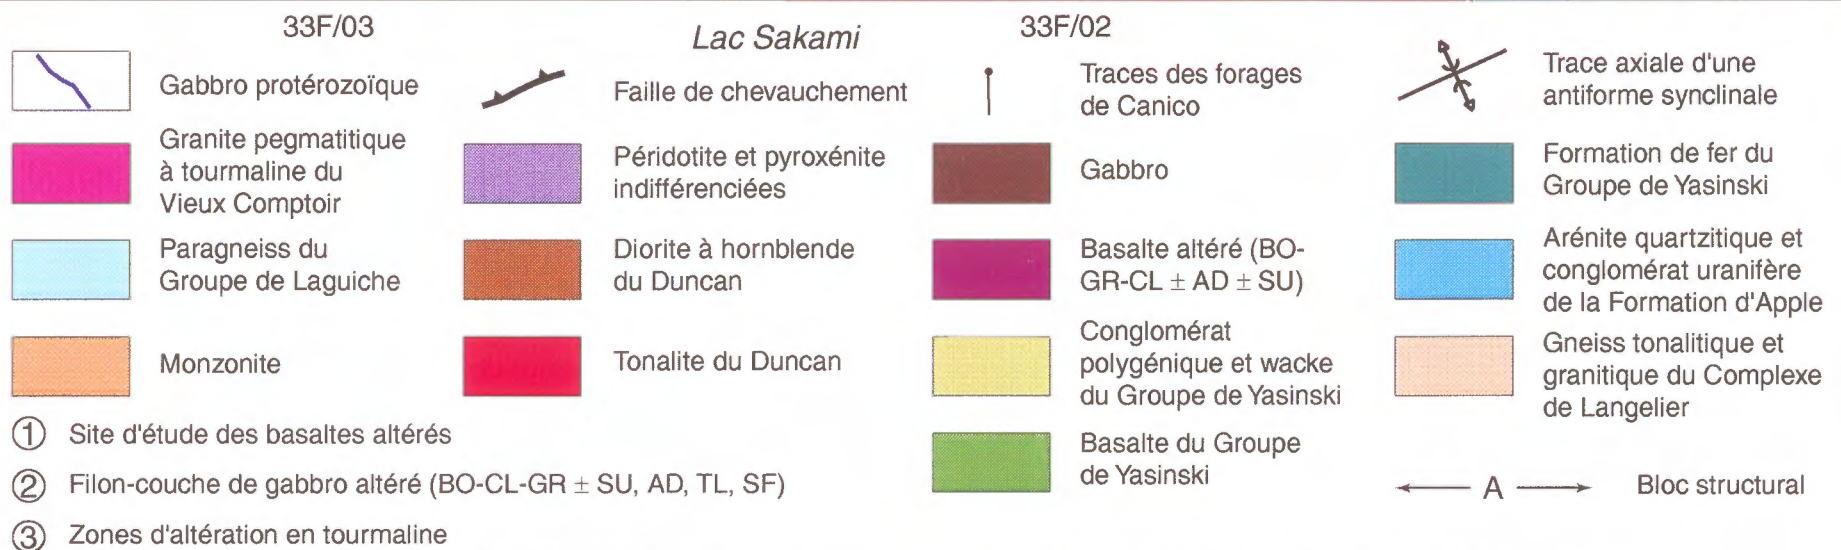 33F/03
Lac Sakami
33F/02
Gabbro protérozoïque
Granite pegmatitique
à tourmaline du
Vieux Comptoir
Paragneiss du
Groupe de Laguiche
Monzonite
Faille de chevauchement
Péridotite et pyroxénite
indifférenciées
Diorite à hornblende
du Duncan
Tonalite du Duncan
Traces des forages
de Canico
Gabbro
Basalte altéré (BO-
GR-CL ± AD ± SU)
Conglomérat
polygénique et wacke
du Groupe de Yasinski
Basalte du Groupe
de Yasinski
Trace axiale d'une
antiforme synclinale
Formation de fer du
Groupe de Yasinski
Arénite quartzitique et
conglomérat uranifère
de la Formation d'Apple
Gneiss tonalitique et
granitique du Complexe
de Langelier
A Bloc structural
① Site d'étude des basaltes altérés
② Filon-couche de gabbro altéré (BO-CL-GR ± SU, AD, TL, SF)
③ Zones d'altération en tourmaline